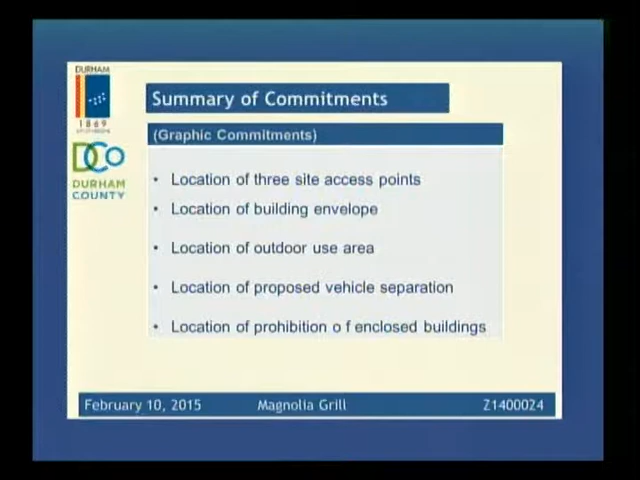 DURHAM
1869
DCO
DURHAM
COUNTY
Summary of Commitments
(Graphic Commitments)
• Location of three site access points
• Location of building envelope
• Location of outdoor use area
• Location of proposed vehicle separation
• Location of prohibition o f enclosed buildings
February 10, 2015 Magnolia Grill Z1400024